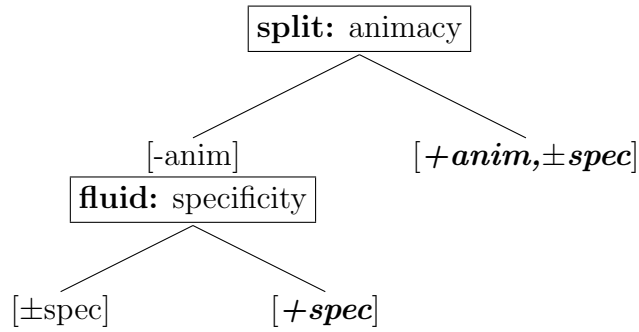 split: animacy
[-anim] [+anim,±spec]
fluid: specificity
[±spec] [+spec]